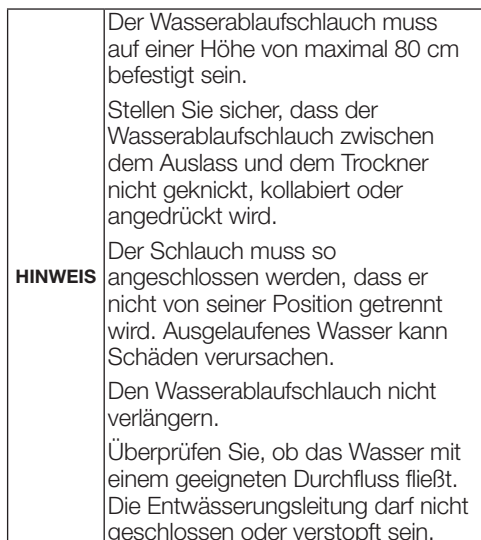 Der Wasserablaufschlauch muss
auf einer Höhe von maximal 80 cm
befestigt sein.
Stellen Sie sicher, dass der
Wasserablaufschlauch zwischen
dem Auslass und dem Trockner
nicht geknickt, kollabiert oder
angedrückt wird.
Der Schlauch muss so
HINWEIS angeschlossen werden, dass er
nicht von seiner Position getrennt
wird. Ausgelaufenes Wasser kann
Schäden verursachen.
Den Wasserablaufschlauch nicht
verlängern.
Überprüfen Sie, ob das Wasser mit
einem geeigneten Durchfluss fließt.
Die Entwässerungsleitung darf nicht
geschlossen oder verstopft sein.